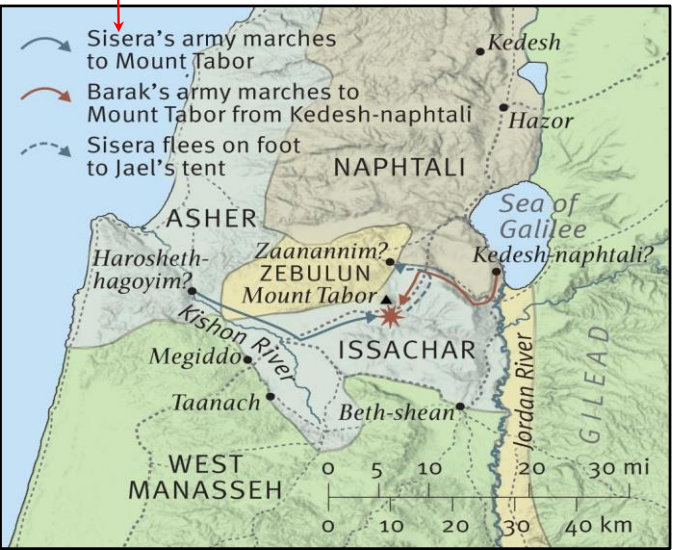 Sisera's army marches
to Mount Tabor
Barak's army marches to
Mount Tabor from Kedesh-naphtali
Sisera flees on foot
to Jael's tent
Kedesh
Hazor
NAPHTALI
Sea of
Galilee
ASHER
Kedesh-naphtali?
Zaanannim?
Harosheth-
hagoyim?
ZEBULUN
Mount Tabor
Kishon River
ISSACHAR
Megiddo
Taanach
Beth-shean
Jordan River
GILEAD
WEST
MANASSEH
0 5 10 20 30 mi
0 10 20 30 40 km